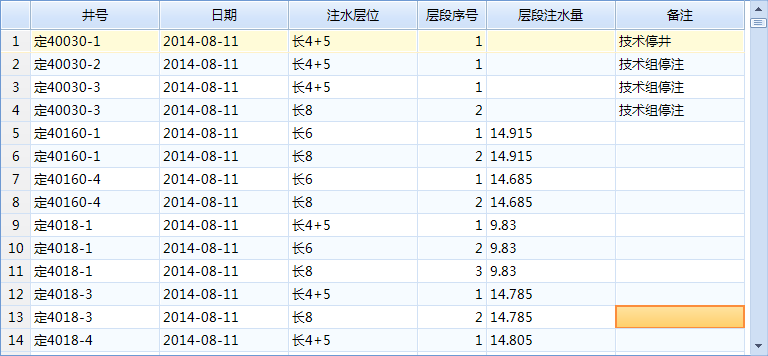 井号 日期 注水层位 层段序号 层段注水量 备注
1 定40030-1 2014-08-11 长4+5 1 技术停井
2 定40030-2 2014-08-11 长4+5 1 技术组停注
3 定40030-3 2014-08-11 长4+5 1 技术组停注
4 定40030-3 2014-08-11 长8 2 技术组停注
5 定40160-1 2014-08-11 长6 1 14.915
6 定40160-1 2014-08-11 长8 2 14.915
7 定40160-4 2014-08-11 长6 1 14.685
8 定40160-4 2014-08-11 长8 2 14.685
9 定4018-1 2014-08-11 长4+5 1 9.83
10 定4018-1 2014-08-11 长6 2 9.83
11 定4018-1 2014-08-11 长8 3 9.83
12 定4018-3 2014-08-11 长4+5 1 14.785
13 定4018-3 2014-08-11 长8 2 14.785
14 定4018-4 2014-08-11 长4+5 1 14.805